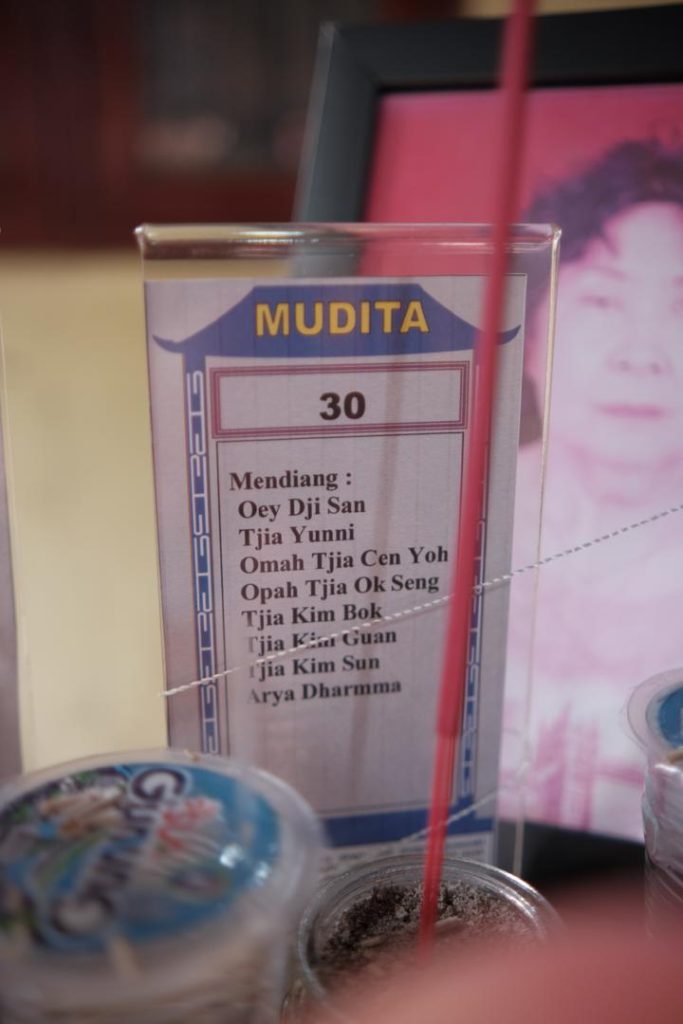 MUDITA
30
Mendiang :
Oey Dji San
Tjia Yunni
Omah Tjia Cen Yoh
Opah Tjia Ok Seng
Tjia Kim Bok
Tjia Kim Guan
Tjia Kim Sun
Arya Dharmma